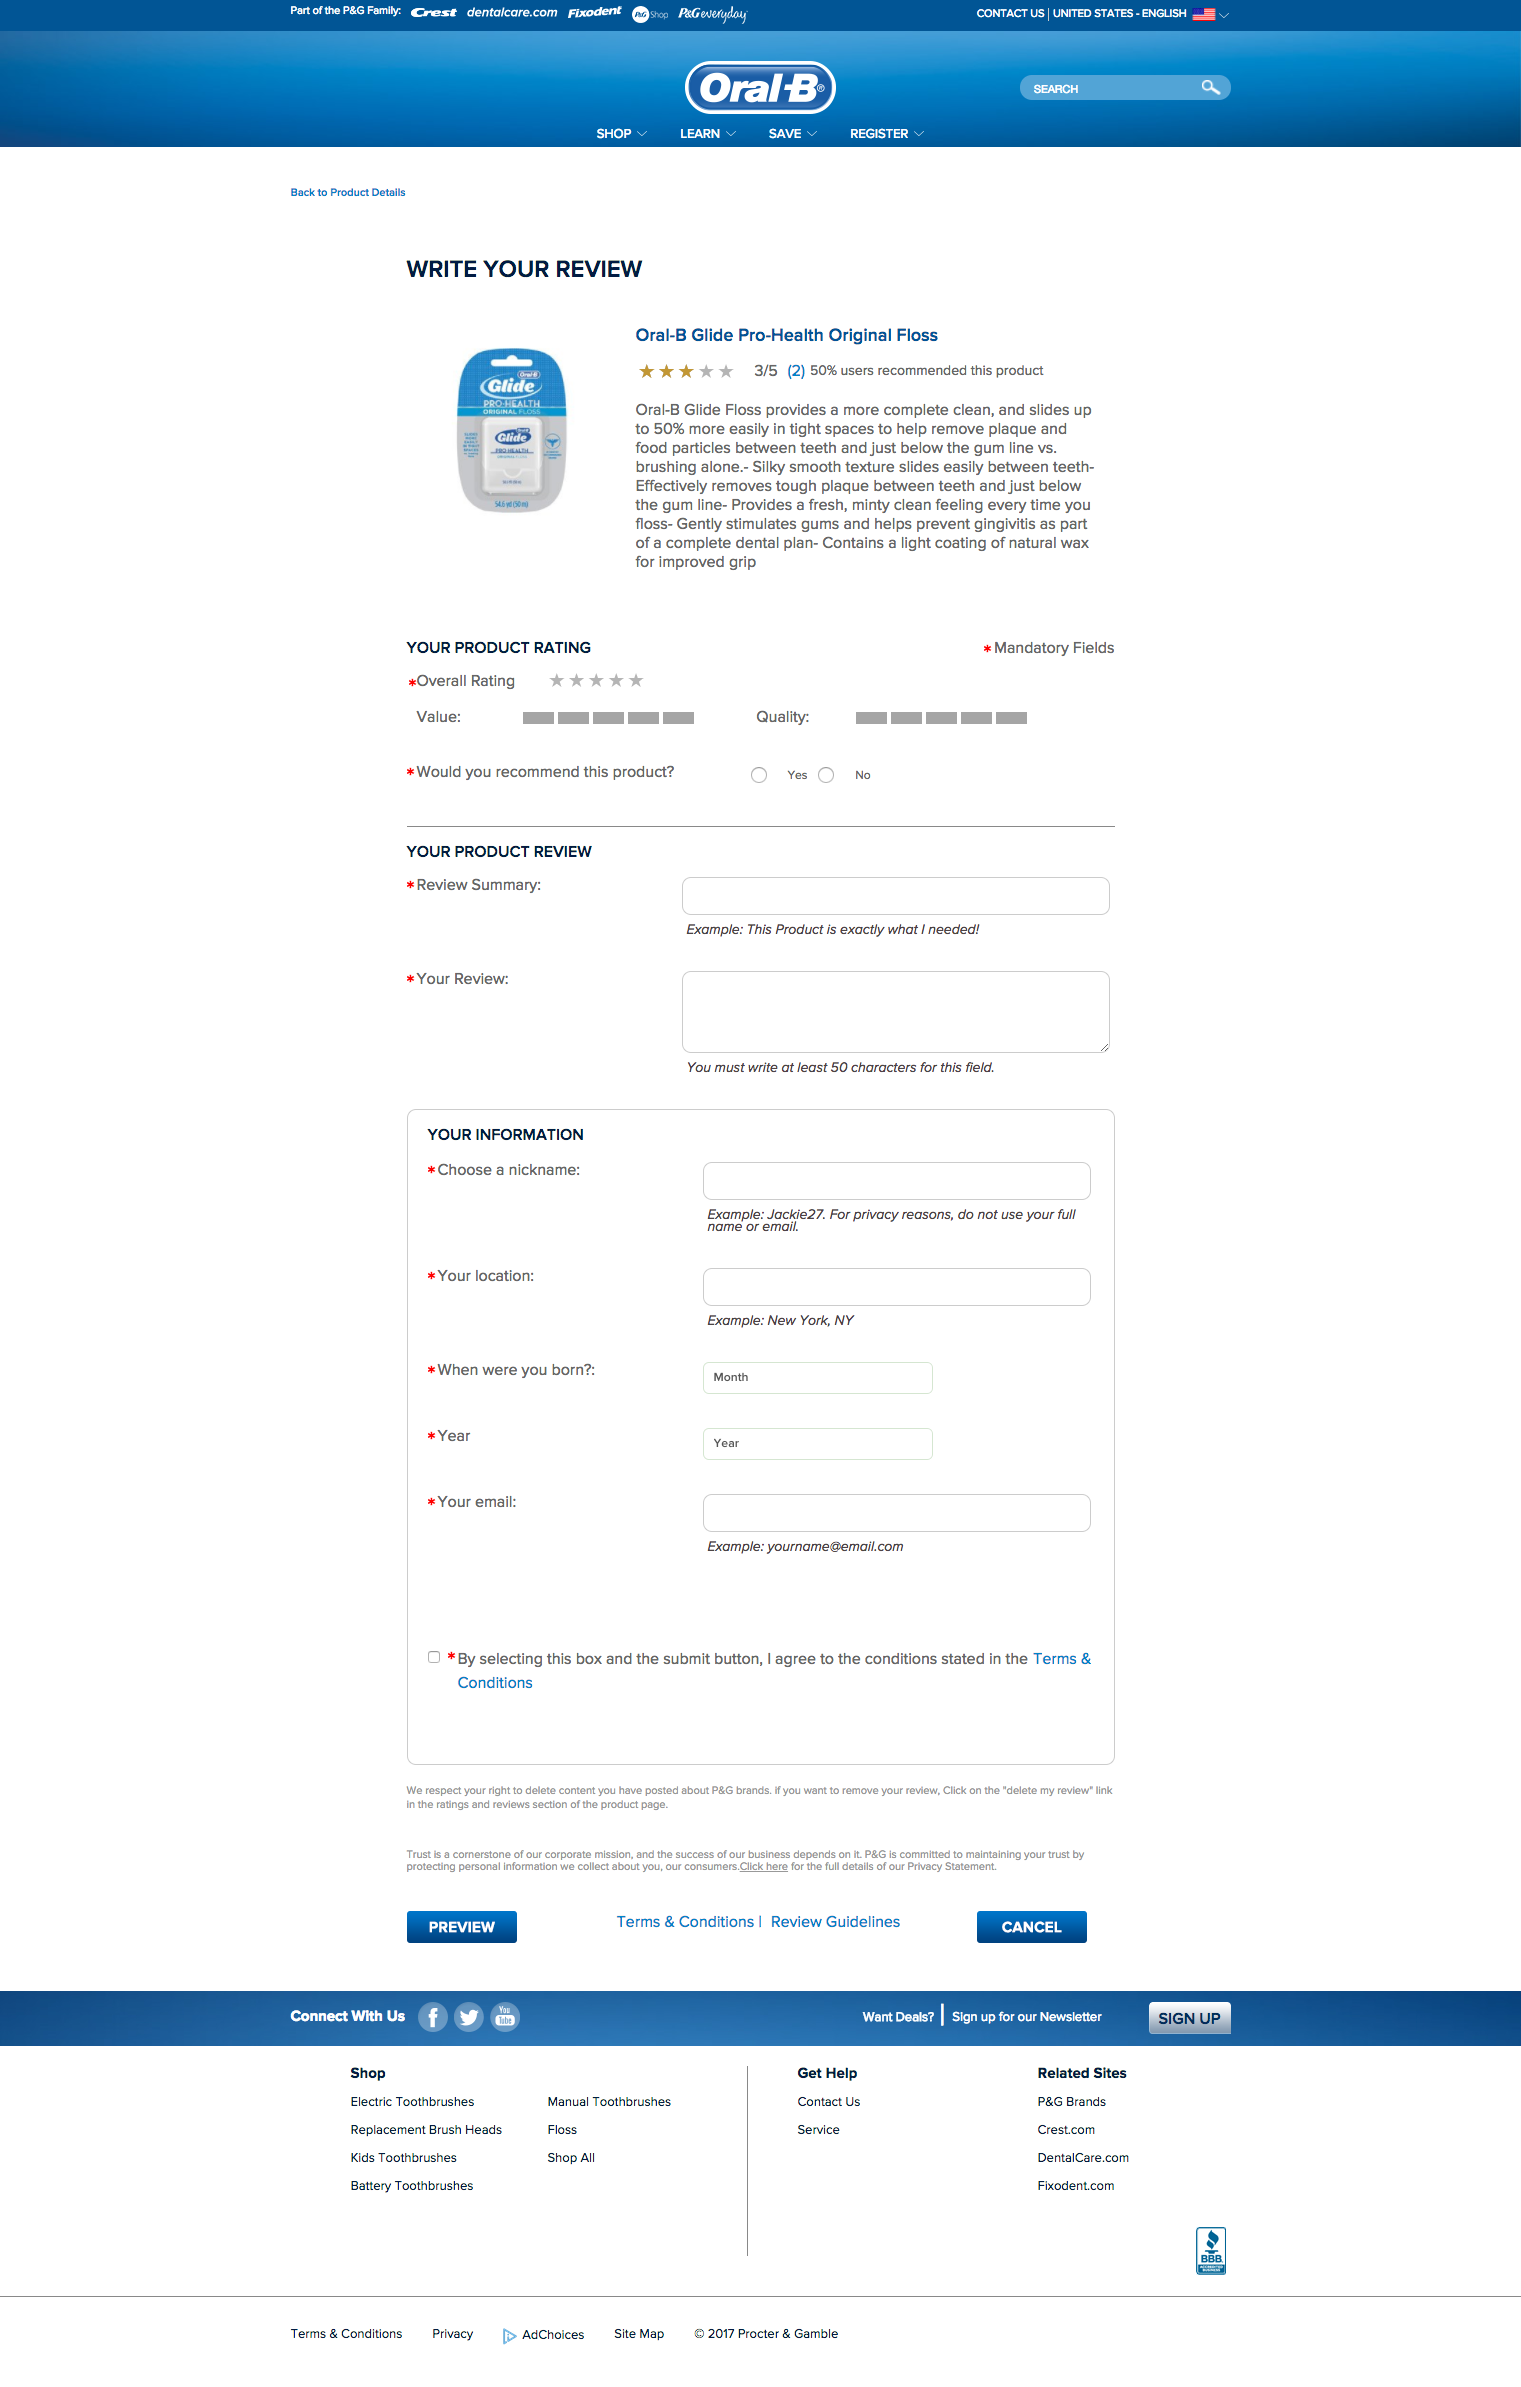 Part of the P&G Family: Crest dentalcare.com Fixodent P&G Shop P&G everyday
CONTACT US | UNITED STATES - ENGLISH
Oral-B®
SEARCH
SHOP LEARN SAVE REGISTER
Back to Product Details
WRITE YOUR REVIEW
Oral-B
Glide
PRO-HEALTH
ORIGINAL FLOSS
Glide
PRO-HEALTH
54.6 yd (50 m)
Oral-B Glide Pro-Health Original Floss
3/5 (2) 50% users recommended this product
Oral-B Glide Floss provides a more complete clean, and slides up
to 50% more easily in tight spaces to help remove plaque and
food particles between teeth and just below the gum line vs.
brushing alone.- Silky smooth texture slides easily between teeth-
Effectively removes tough plaque between teeth and just below
the gum line- Provides a fresh, minty clean feeling every time you
floss- Gently stimulates gums and helps prevent gingivitis as part
of a complete dental plan- Contains a light coating of natural wax
for improved grip
YOUR PRODUCT RATING
* Mandatory Fields
*Overall Rating
Value:
Quality:
*Would you recommend this product? Yes No
YOUR PRODUCT REVIEW
*Review Summary:
Example: This Product is exactly what I needed!
*Your Review:
You must write at least 50 characters for this field.
YOUR INFORMATION
*Choose a nickname:
Example: Jackie27. For privacy reasons, do not use your full
name or email.
*Your location:
Example: New York, NY
*When were you born?:
Month
*Year
Year
*Your email:
Example: yourname@email.com
*By selecting this box and the submit button, I agree to the conditions stated in the Terms &
Conditions
We respect your right to delete content you have posted about P&G brands. If you want to remove your review, Click on the "delete my review" link
in the ratings and reviews section of the product page.
Trust is a cornerstone of our corporate mission, and the success of our business depends on it. P&G is committed to maintaining your trust by
protecting personal information we collect about you, our consumers.Click here for the full details of our Privacy Statement.
PREVIEW
Terms & Conditions | Review Guidelines
CANCEL
Connect With Us
You Tube
Want Deals? | Sign up for our Newsletter
SIGN UP
Shop
Electric Toothbrushes
Replacement Brush Heads
Kids Toothbrushes
Battery Toothbrushes
Manual Toothbrushes
Floss
Shop All
Get Help
Contact Us
Service
Related Sites
P&G Brands
Crest.com
DentalCare.com
Fixodent.com
BBB
ACCREDITED
BUSINESS
Terms & Conditions Privacy AdChoices Site Map © 2017 Procter & Gamble